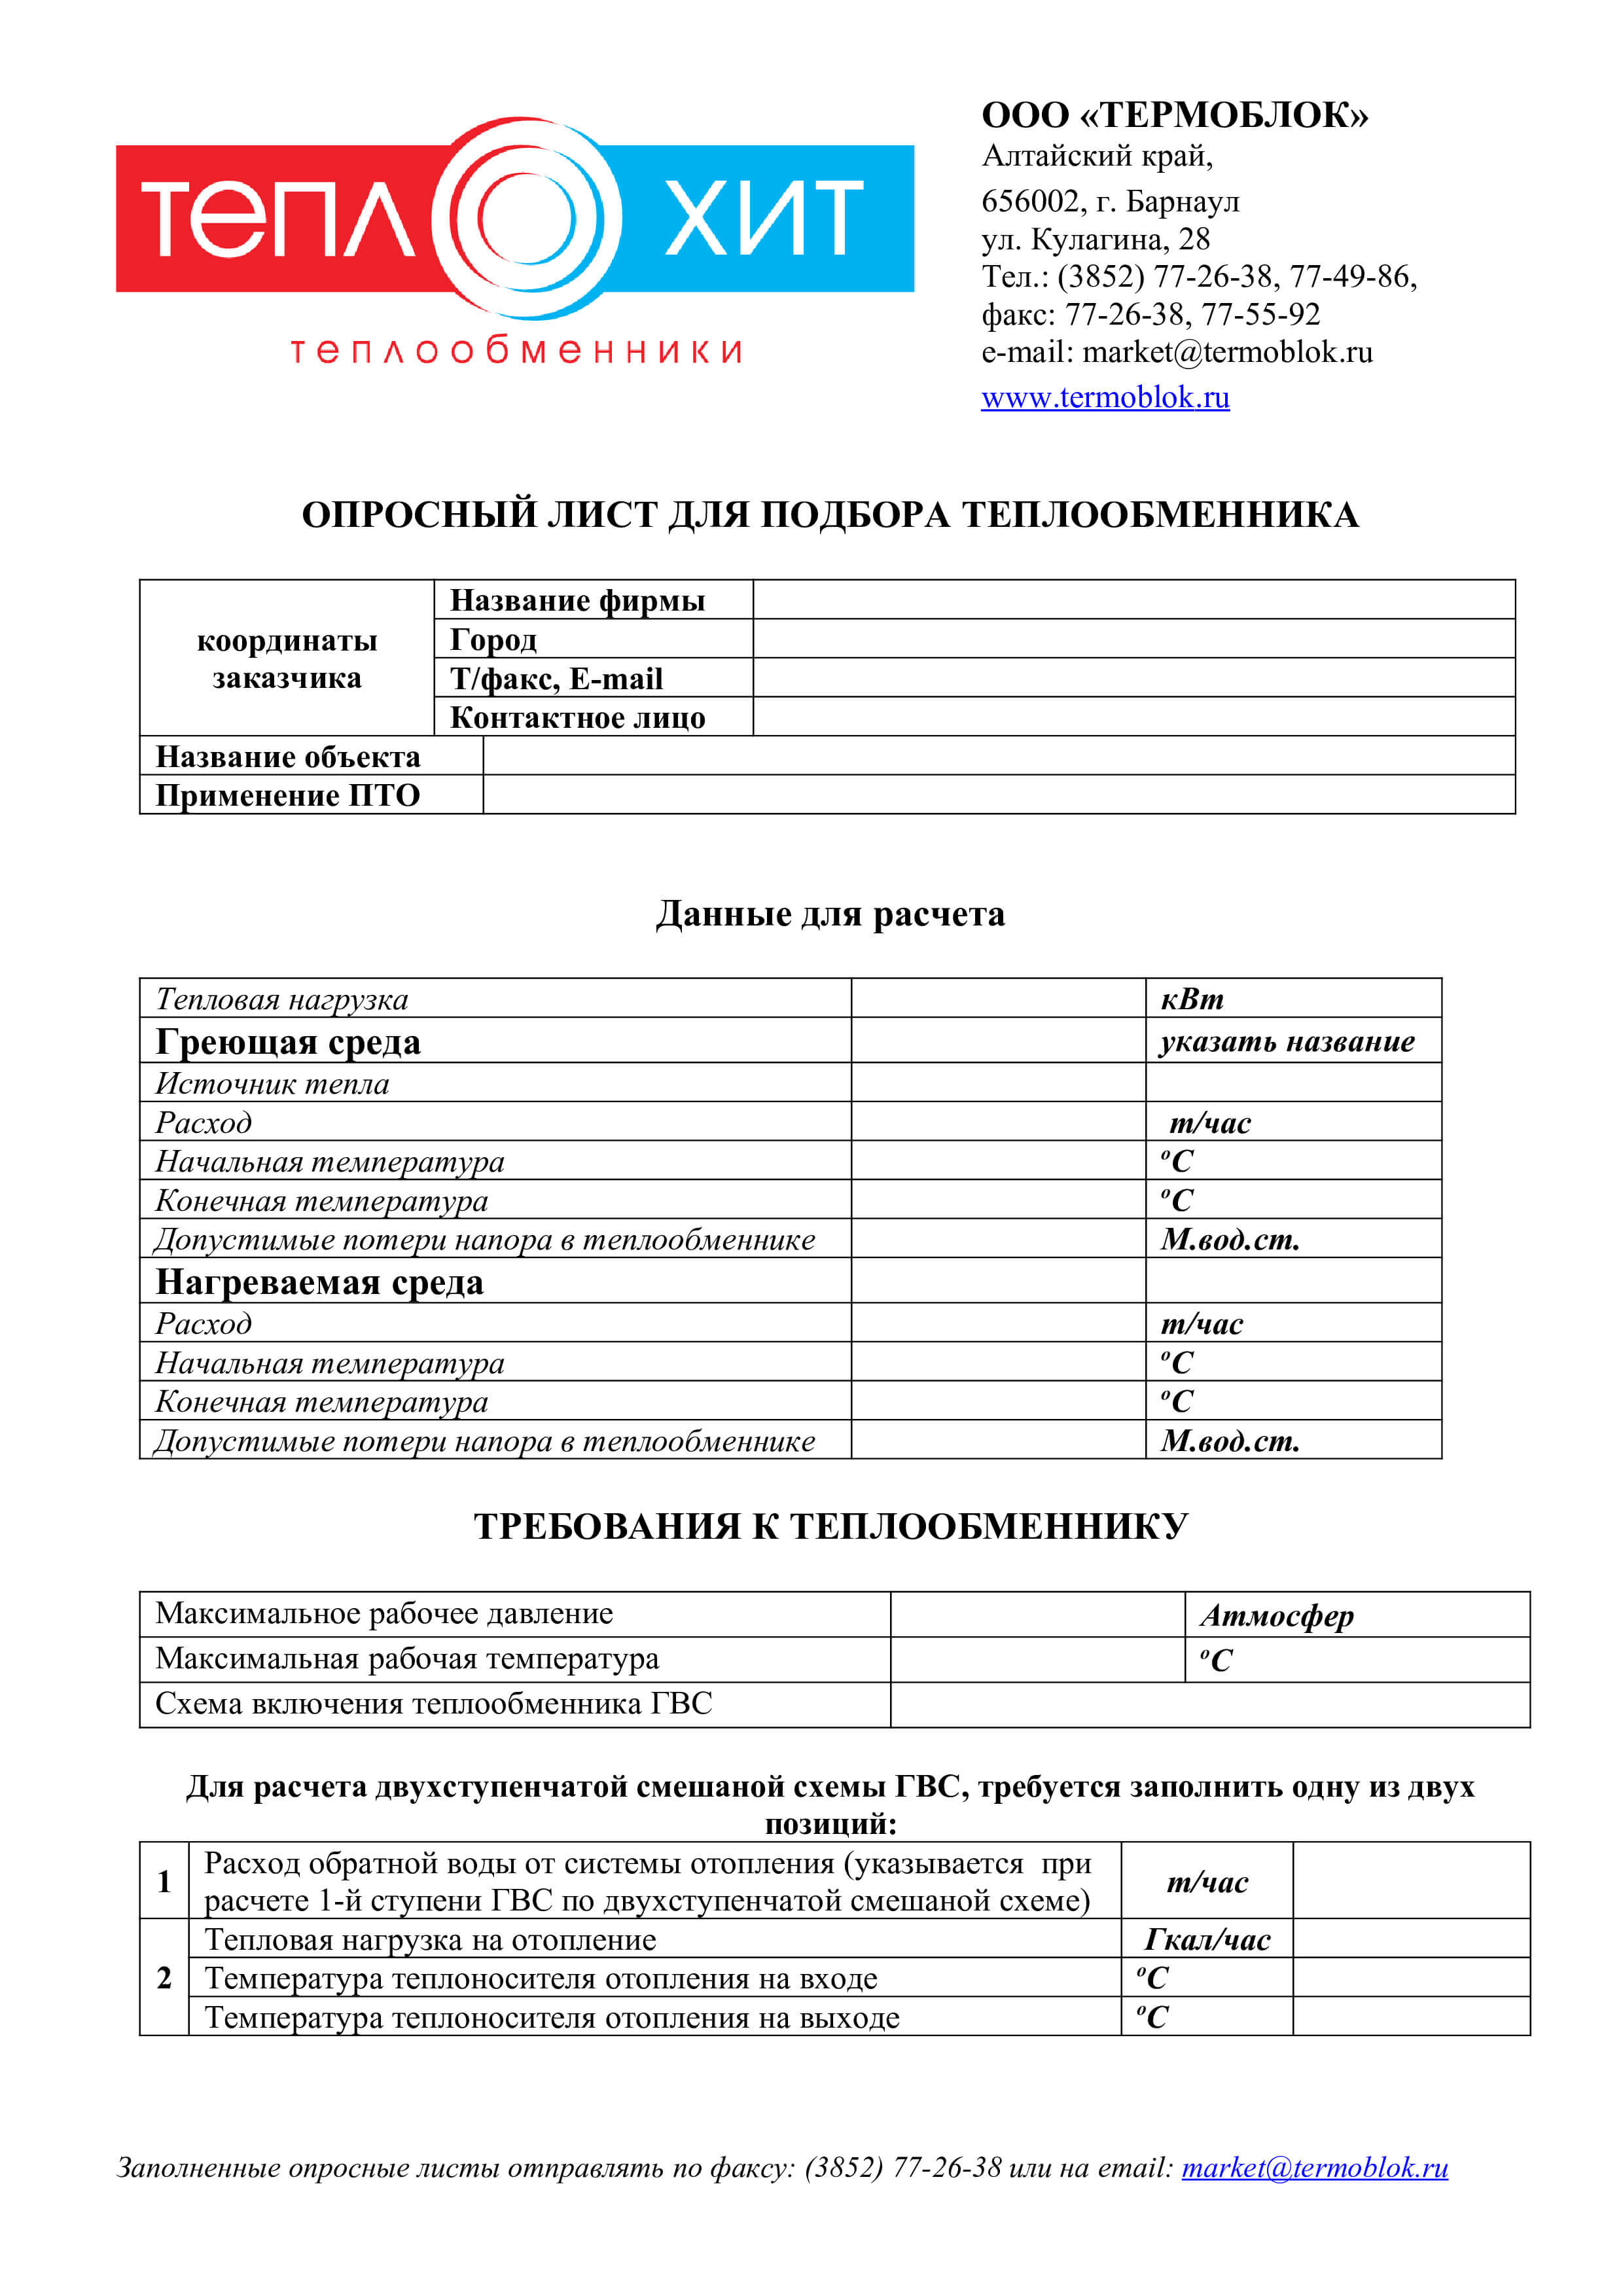 ТЕПЛО ХИТ
теплообменники
ООО «ТЕРМОБЛОК»
Алтайский край,
656002, г. Барнаул
ул. Кулагина, 28
Тел.: (3852) 77-26-38, 77-49-86,
факс: 77-26-38, 77-55-92
e-mail: market@termoblok.ru
www.termoblok.ru
ОПРОСНЫЙ ЛИСТ ДЛЯ ПОДБОРА ТЕПЛООБМЕННИКА
координаты
заказчика
Название фирмы
Город
Т/факс, E-mail
Контактное лицо
Название объекта
Применение ПТО
Данные для расчета
Тепловая нагрузка кВт
Греющая среда указать название
Источник тепла
Расход т/час
Начальная температура ºС
Конечная температура ºС
Допустимые потери напора в теплообменнике М.вод.ст.
Нагреваемая среда
Расход т/час
Начальная температура ºС
Конечная температура ºС
Допустимые потери напора в теплообменнике М.вод.ст.
ТРЕБОВАНИЯ К ТЕПЛООБМЕННИКУ
Максимальное рабочее давление Атмосфер
Максимальная рабочая температура ºС
Схема включения теплообменника ГВС
Для расчета двухступенчатой смешаной схемы ГВС, требуется заполнить одну из двух
позиций:
1 Расход обратной воды от системы отопления (указывается при
расчете 1-й ступени ГВС по двухступенчатой смешаной схеме) т/час
2 Тепловая нагрузка на отопление Гкал/час
Температура теплоносителя отопления на входе ºС
Температура теплоносителя отопления на выходе ºС
Заполненные опросные листы отправлять по факсу: (3852) 77-26-38 или на email: market@termoblok.ru